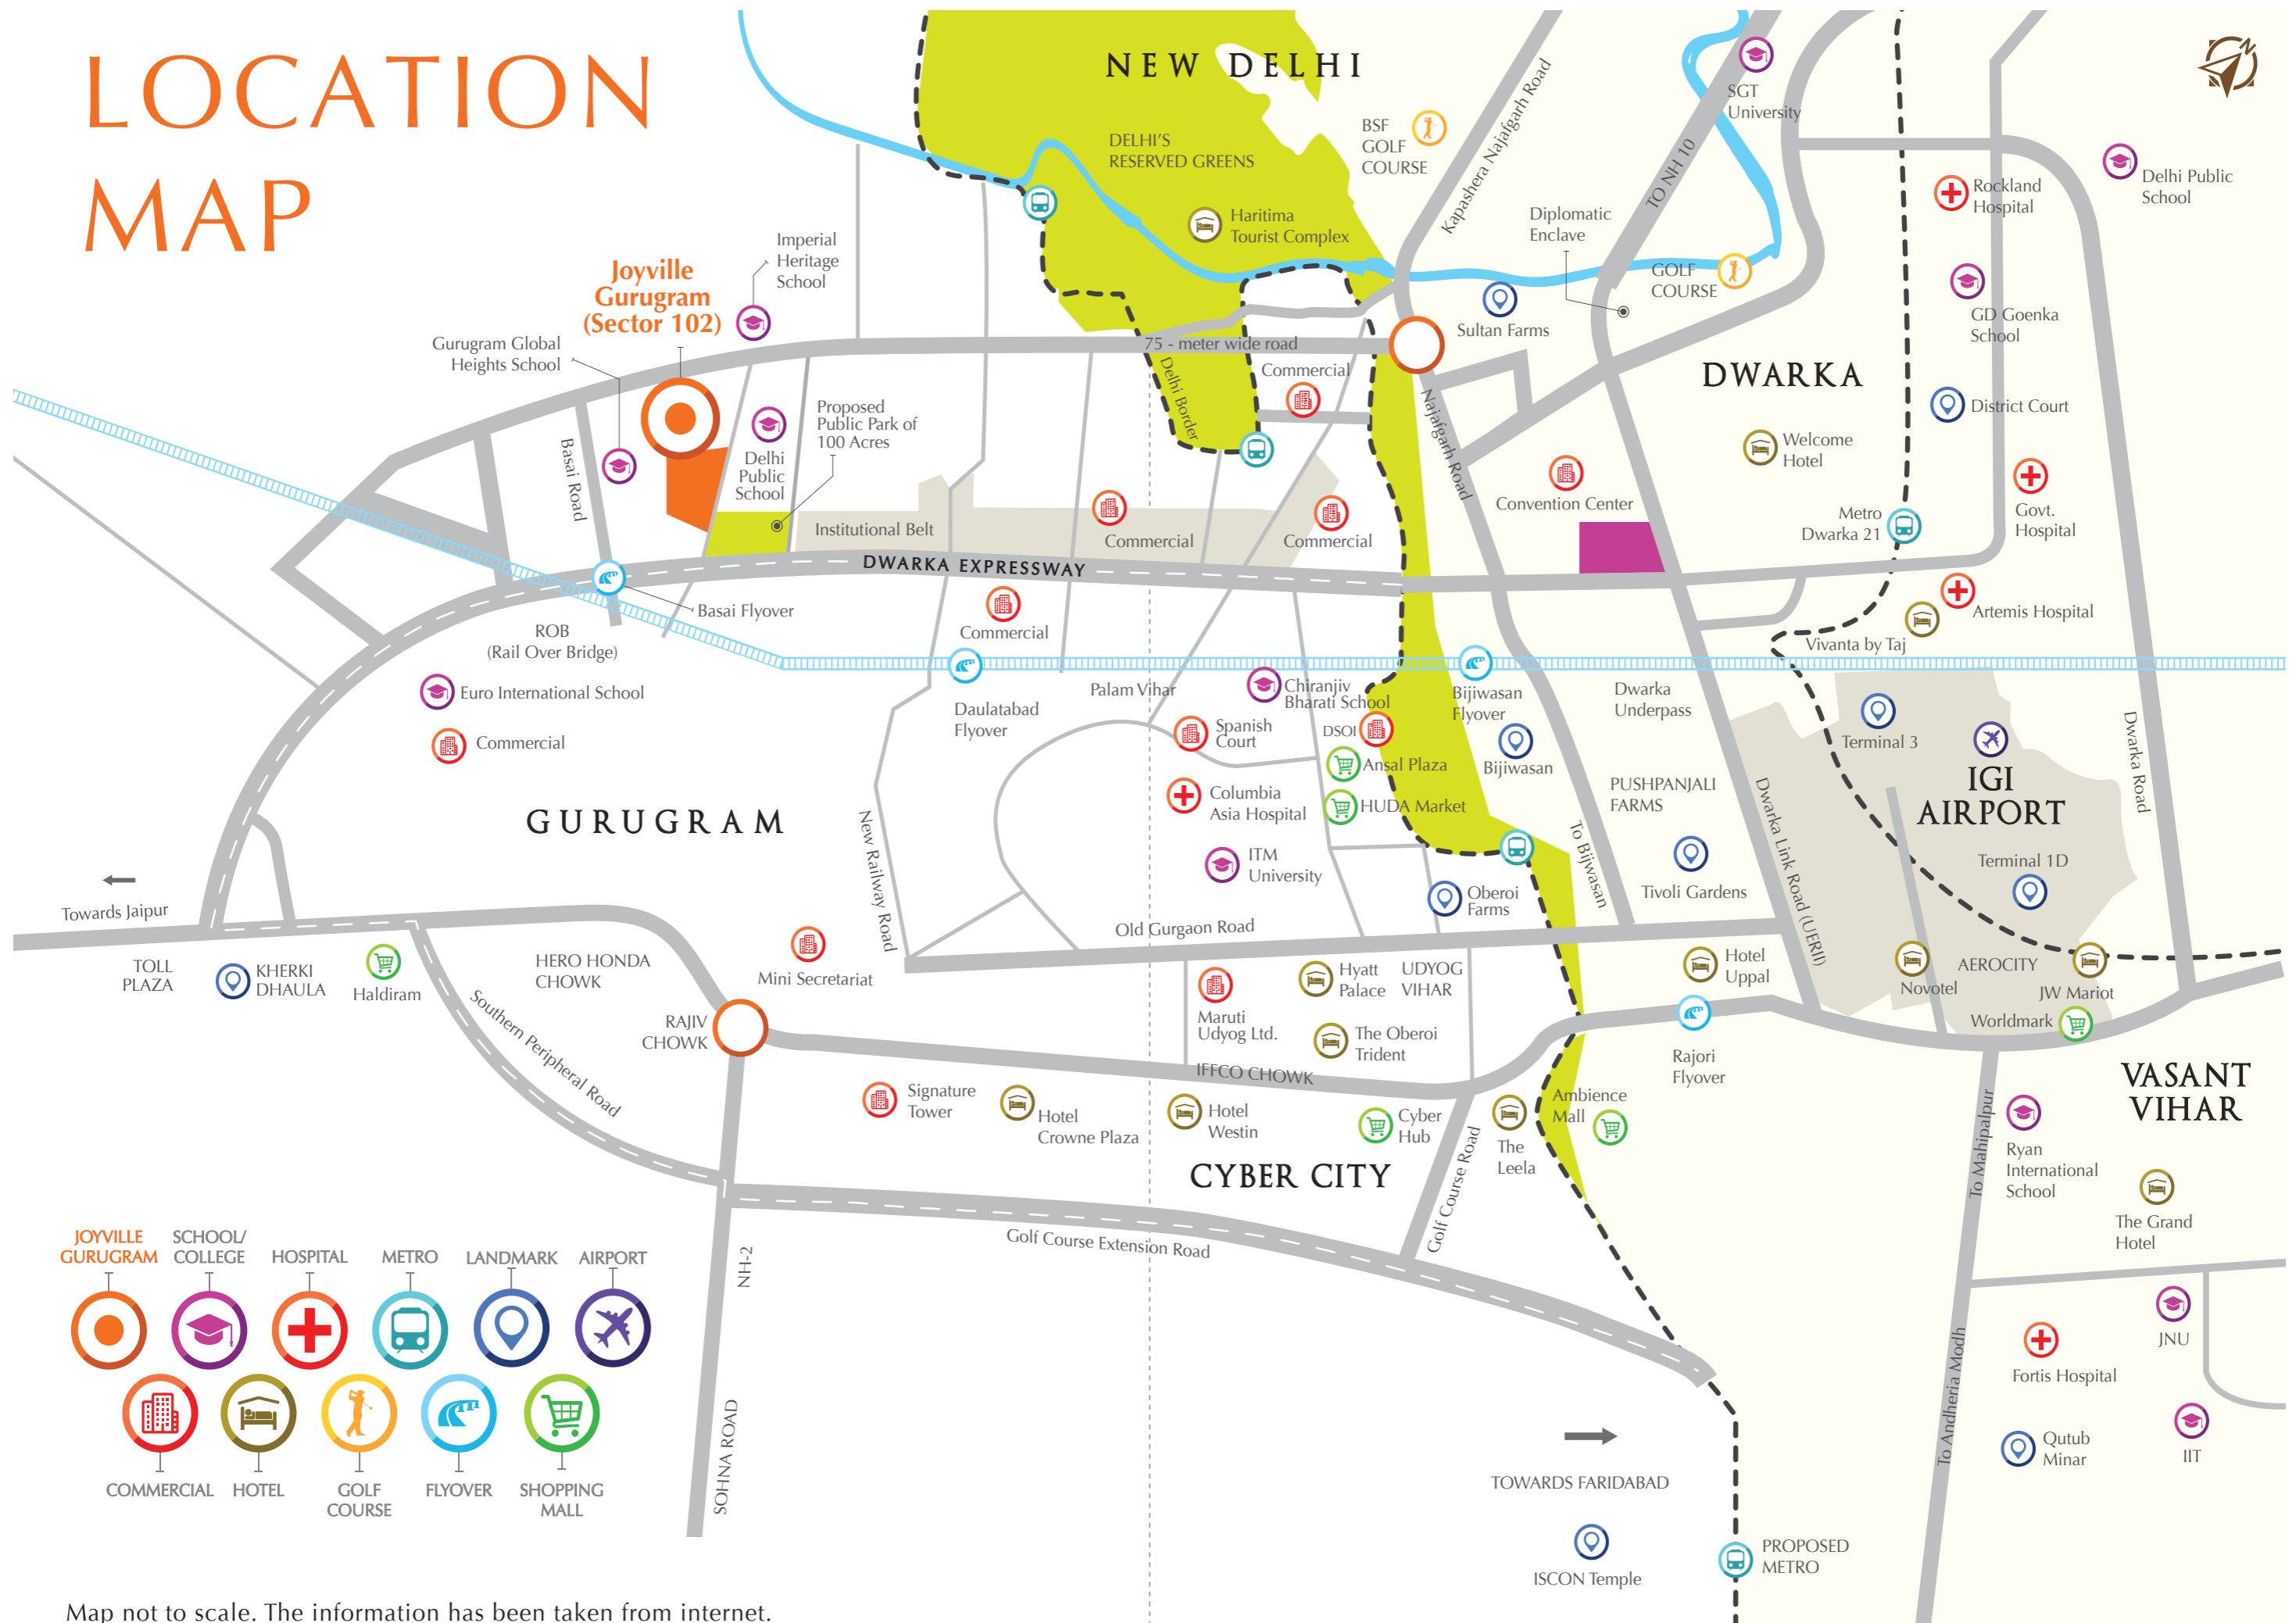 LOCATION
MAP
NEW DELHI
N
DELHI'S
RESERVED GREENS
BSF
GOLF
COURSE
Kapashera Najafgarh Road
TO NH 10
SGT
University
Delhi Public
School
Rockland
Hospital
Haritima
Tourist Complex
Diplomatic
Enclave
GOLF
COURSE
Imperial
Heritage
School
Joyville
Gurugram
(Sector 102)
Gurugram Global
Heights School
Sultan Farms
GD Goenka
School
75 - meter wide road
Delhi Border
Commercial
DWARKA
Najafgarh Road
District Court
Proposed
Public Park of
100 Acres
Basai Road
Delhi
Public
School
Welcome
Hotel
Convention Center
Metro
Dwarka 21
Govt.
Hospital
Institutional Belt
Commercial
Commercial
DWARKA EXPRESSWAY
Basai Flyover
Commercial
Artemis Hospital
ROB
(Rail Over Bridge)
Vivanta by Taj
Euro International School
Palam Vihar
Chiranjiv
Bharati School
Bijiwasan
Flyover
Dwarka
Underpass
Daulatabad
Flyover
Spanish
Court
DSOI
Commercial
Terminal 3
Ansal Plaza
Bijiwasan
IGI
AIRPORT
Dwarka Road
PUSHPANJALI
FARMS
Columbia
Asia Hospital
HUDA Market
GURUGRAM
New Railway Road
To Bijwasan
Dwarka Link Road (UERII)
Terminal 1D
ITM
University
Tivoli Gardens
Oberoi
Farms
Towards Jaipur
Old Gurgaon Road
TOLL
PLAZA
KHERKI
DHAULA
Haldiram
HERO HONDA
CHOWK
Mini Secretariat
Hyatt
Palace
UDYOG
VIHAR
Hotel
Uppal
Novotel
AEROCITY
JW Mariot
Southern Peripheral Road
RAJIV
CHOWK
Maruti
Udyog Ltd.
The Oberoi
Trident
Worldmark
Rajori
Flyover
IFFCO CHOWK
VASANT
VIHAR
Signature
Tower
Hotel
Crowne Plaza
Hotel
Westin
Cyber
Hub
Ambience
Mall
The
Leela
Golf Course Road
To Mahipalpur
Ryan
International
School
CYBER CITY
The Grand
Hotel
Golf Course Extension Road
NH-2
SOHNA ROAD
JOYVILLE
GURUGRAM
SCHOOL/
COLLEGE
HOSPITAL
METRO
LANDMARK
AIRPORT
COMMERCIAL
HOTEL
GOLF
COURSE
FLYOVER
SHOPPING
MALL
JNU
Fortis Hospital
To Andheria Modh
Qutub
Minar
IIT
TOWARDS FARIDABAD
ISCON Temple
PROPOSED
METRO
Map not to scale. The information has been taken from internet.